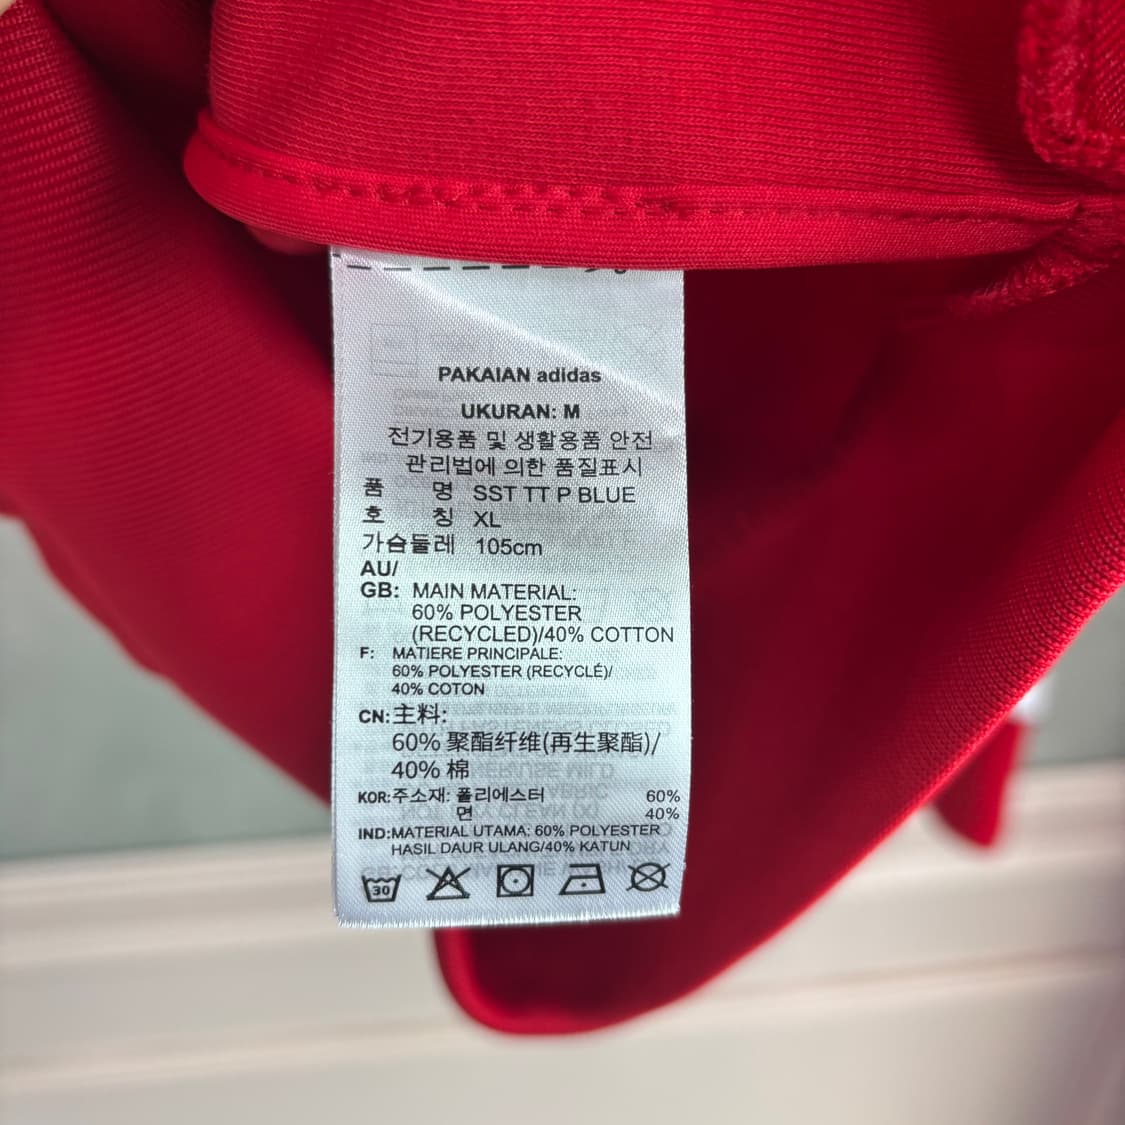 PAKAIAN adidas
UKURAN: M
전기용품 및 생활용품 안전
관리법에 의한 품질표시
품 명 SST TT P BLUE
호 칭 XL
가슴둘레 105cm
AU/
GB: MAIN MATERIAL:
60% POLYESTER
(RECYCLED)/40% COTTON
F: MATIERE PRINCIPALE:
60% POLYESTER (RECYCLÉ)/
40% COTON
CN:主料:
60% 聚酯纤维(再生聚酯)/
40% 棉
KOR:주소재: 폴리에스터 60%
면 40%
IND:MATERIAL UTAMA: 60% POLYESTER
HASIL DAUR ULANG/40% KATUN
30